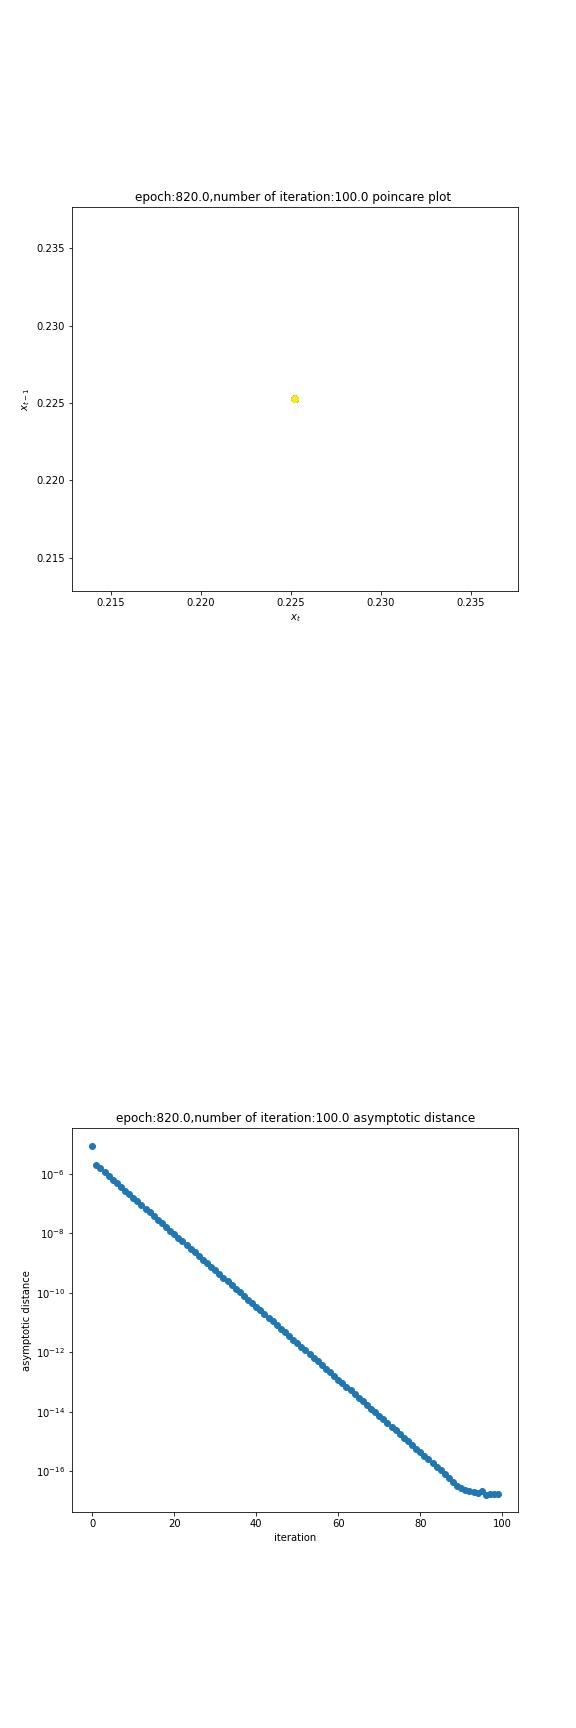 epoch:820.0,number of iteration:100.0 poincare plot
0.235
0.230
0.225
0.220
0.215
x_{t-1}
0.215 0.220 0.225 0.230 0.235
x_t
epoch:820.0,number of iteration:100.0 asymptotic distance
10^{-6}
10^{-8}
10^{-10}
10^{-12}
10^{-14}
10^{-16}
asymptotic distance
0 20 40 60 80 100
iteration